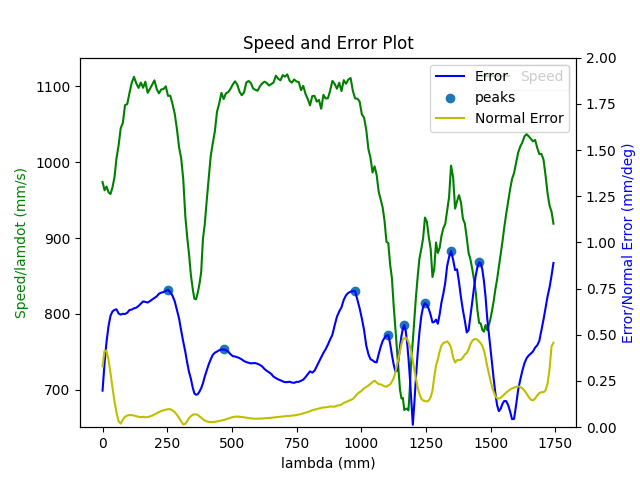 Speed and Error Plot
Speed/lamdot (mm/s)
1100
1000
900
800
700
Error
Speed
peaks
Normal Error
2.00
1.75
1.50
1.25
1.00
0.75
0.50
0.25
0.00
Error/Normal Error (mm/deg)
0
250
500
750
1000
1250
1500
1750
lambda (mm)